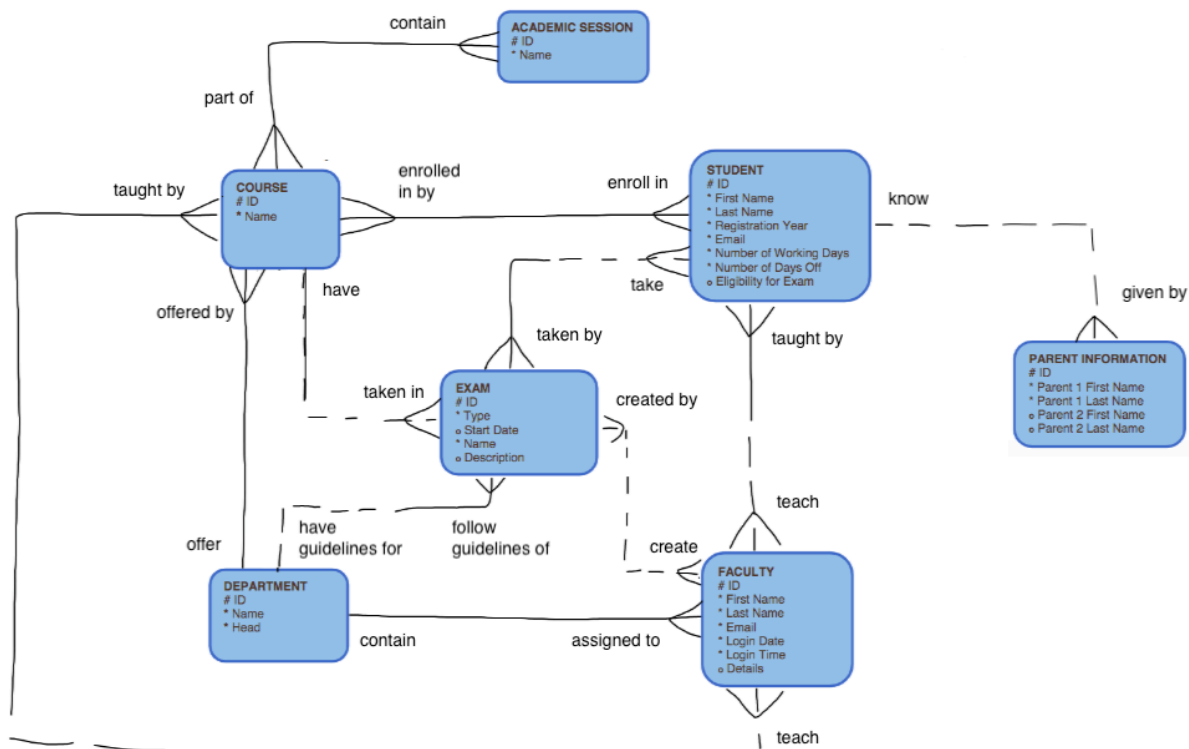 contain
ACADEMIC SESSION
# ID
* Name
part of
taught by
COURSE
# ID
* Name
enrolled
in by
enroll in
STUDENT
# ID
* First Name
* Last Name
* Registration Year
* Email
* Number of Working Days
* Number of Days Off
o Eligibility for Exam
know
given by
offered by
have
take
taken by
taught by
PARENT INFORMATION
# ID
* Parent 1 First Name
* Parent 1 Last Name
o Parent 2 First Name
o Parent 2 Last Name
taken in
EXAM
# ID
* Type
o Start Date
* Name
o Description
created by
have
guidelines for
follow
guidelines of
teach
offer
create
DEPARTMENT
# ID
* Name
* Head
contain
assigned to
FACULTY
# ID
* First Name
* Last Name
* Email
* Login Date
* Login Time
o Details
teach